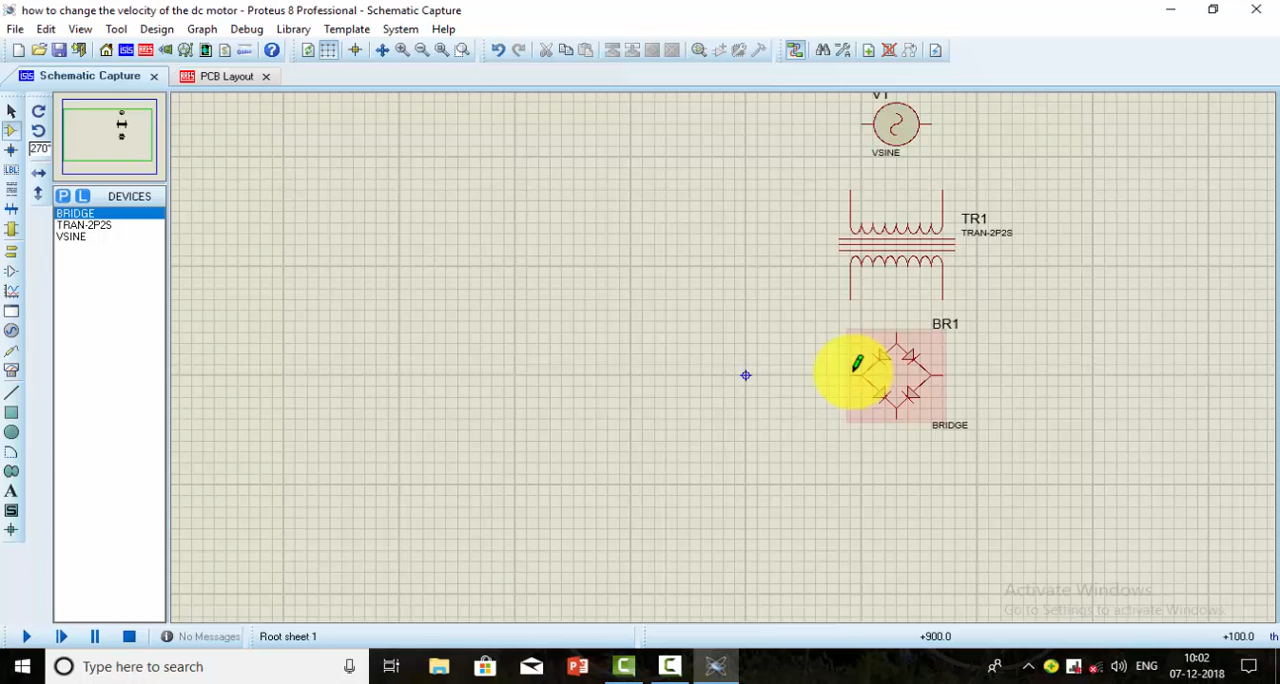 how to change the velocity of the dc motor - Proteus 8 Professional - Schematic Capture
File Edit View Tool Design Graph Debug Library Template System Help
Schematic Capture PCB Layout
V1
VSINE
270°
P L DEVICES
BRIDGE
TRAN-2P2S
VSINE
LBL
TR1
TRAN-2P2S
BR1
BRIDGE
A
S
Activate Windows
Go to Settings to activate Windows.
No Messages Root sheet 1 +900.0 +100.0 th
Type here to search ENG 10:02
07-12-2018